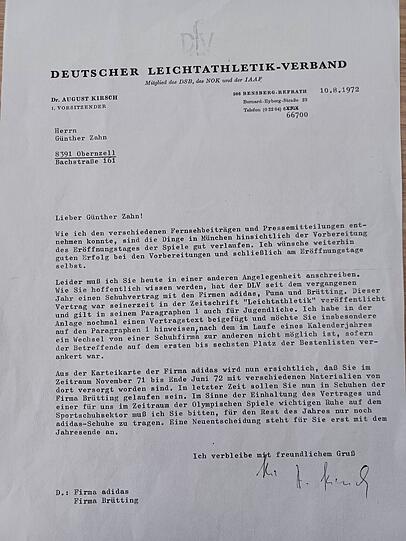 DLV
DEUTSCHER LEICHTATHLETIK-VERBAND
Mitglied des DSB, des NOK und der IAAF
Dr. AUGUST KIRSCH
1. VORSITZENDER
506 BENSBERG-REFRATH 10.8.1972
Bernard-Eyberg-Straße 23
Telefon (0 22 04)
66700
Herrn
Günther Zahn
8391 Obernzell
Bachstraße 101
Lieber Günther Zahn!
Wie ich den verschiedenen Fernsehbeiträgen und Pressemitteilungen ent-
nehmen konnte, sind die Dinge in München hinsichtlich der Vorbereitung
des Eröffnungstages der Spiele gut verlaufen. Ich wünsche weiterhin
guten Erfolg bei den Vorbereitungen und schließlich am Eröffnungstage
selbst.
Leider muß ich Sie heute in einer anderen Angelegenheit anschreiben.
Wie Sie hoffentlich wissen werden, hat der DLV seit dem vergangenen
Jahr einen Schuhvertrag mit den Firmen adidas, Puma und Brütting. Dieser
Vertrag war seinerzeit in der Zeitschrift "Leichtathletik" veröffentlicht
und gilt in seinem Paragraphen 1 auch für Jugendliche. Ich habe in der
Anlage nochmal einen Vertragstext beigefügt und möchte Sie insbesondere
auf den Paragraphen 1 hinweisen,nach dem im Laufe eines Kalenderjahres
ein Wechsel von einer Schuhfirma zur anderen nicht möglich ist, sofern
der Betreffende auf dem ersten bis sechsten Platz der Bestenlisten ver-
ankert war.
Aus der Karteikarte der Firma adidas wird nun ersichtlich, daß Sie im
Zeitraum November 71 bis Ende Juni 72 mit verschiedenen Materialien von
dort versorgt worden sind. In letzter Zeit sollen Sie nun in Schuhen der
Firma Brütting gelaufen sein. Im Sinne der Einhaltung des Vertrages und
einer für uns im Zeitraum der Olympischen Spiele wichtigen Ruhe auf dem
Sportschuhsektor muß ich Sie bitten, für den Rest des Jahres nur noch
adidas-Schuhe zu tragen. Eine Neuentscheidung steht für Sie erst mit dem
Jahresende an.
Ich verbleibe mit freundlichem Gruß
D.: Firma adidas
Firma Brütting